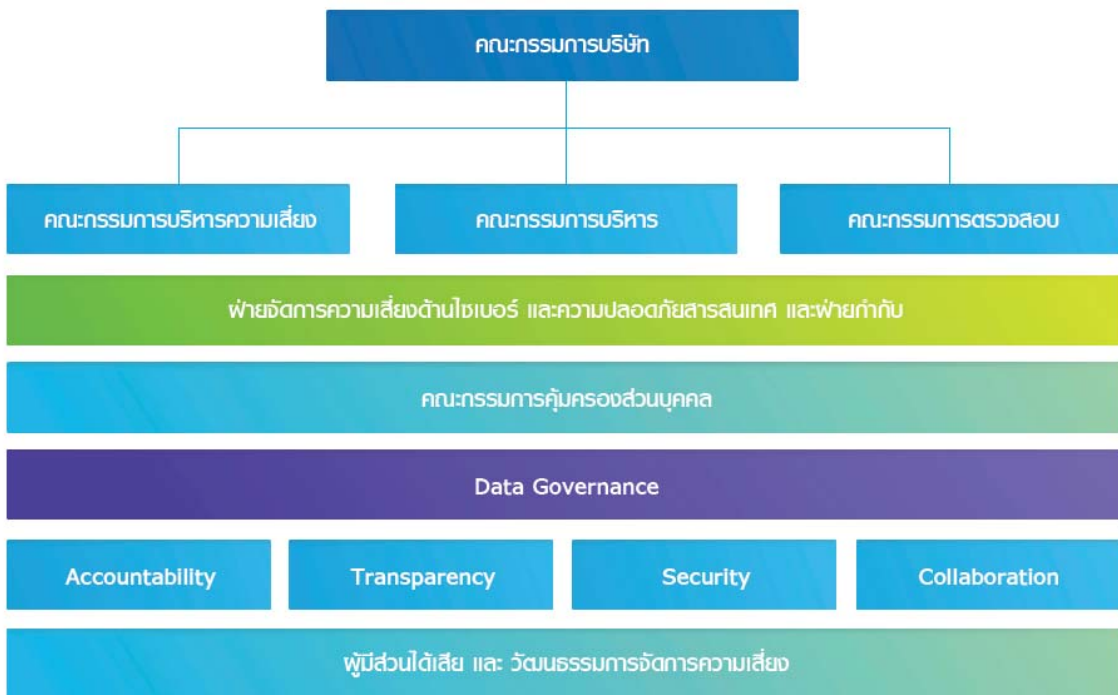 คณะกรรมการบริษัท
คณะกรรมการบริหารความเสี่ยง
คณะกรรมการบริหาร
คณะกรรมการตรวจสอบ
ฝ่ายจัดการความเสี่ยงด้านไซเบอร์ และความปลอดภัยสารสนเทศ และฝ่ายกำกับ
คณะกรรมการคุ้มครองส่วนบุคคล
Data Governance
Accountability
Transparency
Security
Collaboration
ผู้มีส่วนได้เสีย และ วัฒนธรรมการจัดการความเสี่ยง